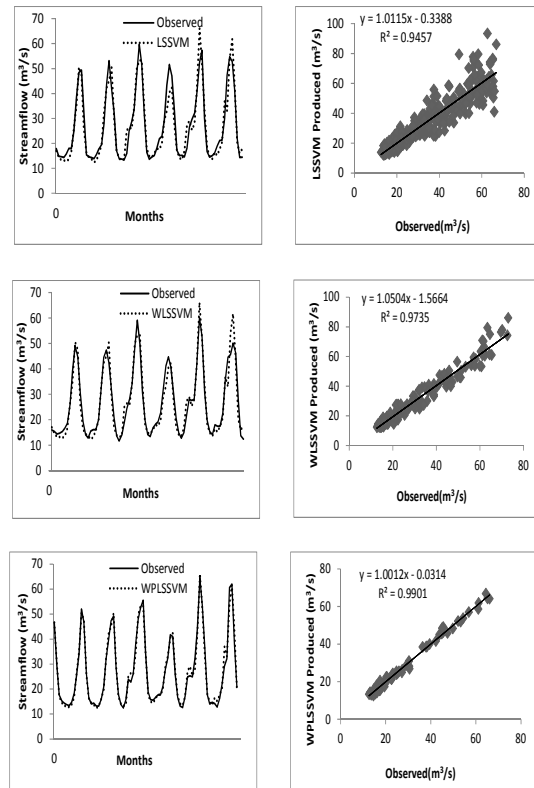 Streamflow (m³/s)
70
60
50
40
30
20
10
0
Observed
LSSVM
0
Months
y = 1.0115x - 0.3388
R² = 0.9457
LSSVM Produced (m³/s)
100
80
60
40
20
0
0 20 40 60 80
Observed(m³/s)
Streamflow (m³/s)
70
60
50
40
30
20
10
0
Observed
WLSSVM
0
Months
y = 1.0504x - 1.5664
R² = 0.9735
WLSSVM Produced (m³/s)
100
80
60
40
20
0
0 20 40 60 80
Observed(m³/s)
Streamflow (m³/s)
70
60
50
40
30
20
10
0
Observed
WPLSSVM
0
Months
y = 1.0012x - 0.0314
R² = 0.9901
WPLSSVM Produced (m³/s)
80
60
40
20
0
0 20 40 60 80
Observed(m³/s)